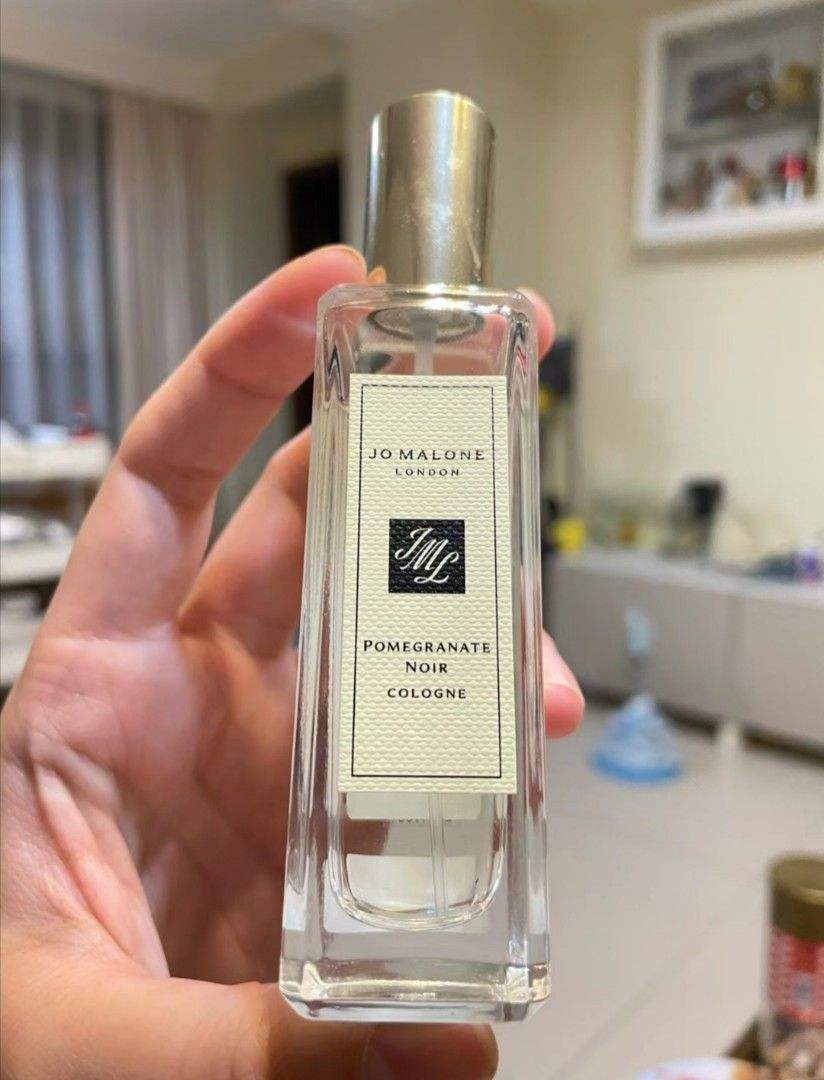 JO MALONE
LONDON
JML
POMEGRANATE
NOIR
COLOGNE